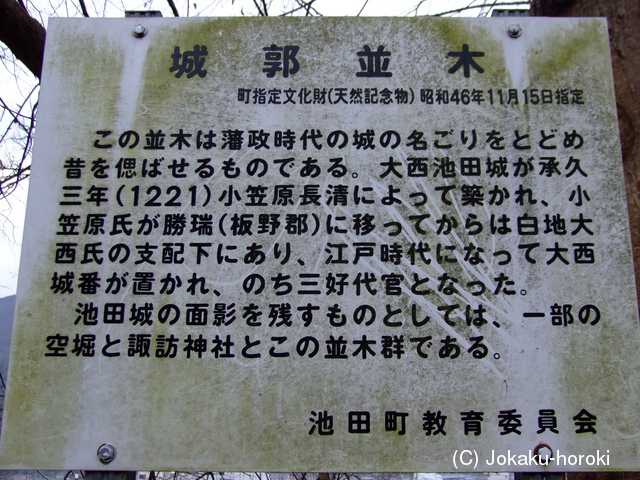 城郭並木
町指定文化財(天然記念物) 昭和46年11月15日指定
この並木は藩政時代の城の名ごりをとどめ
昔を偲ばせるものである。大西池田城が承久
三年(1221)小笠原長清によって築かれ、小
笠原氏が勝瑞(板野郡)に移ってからは白地大
西氏の支配下にあり、江戸時代になって大西
城番が置かれ、のち三好代官となった。
池田城の面影を残すものとしては、一部の
空堀と諏訪神社とこの並木群である。
池田町教育委員会
(C) Jokaku-horoki